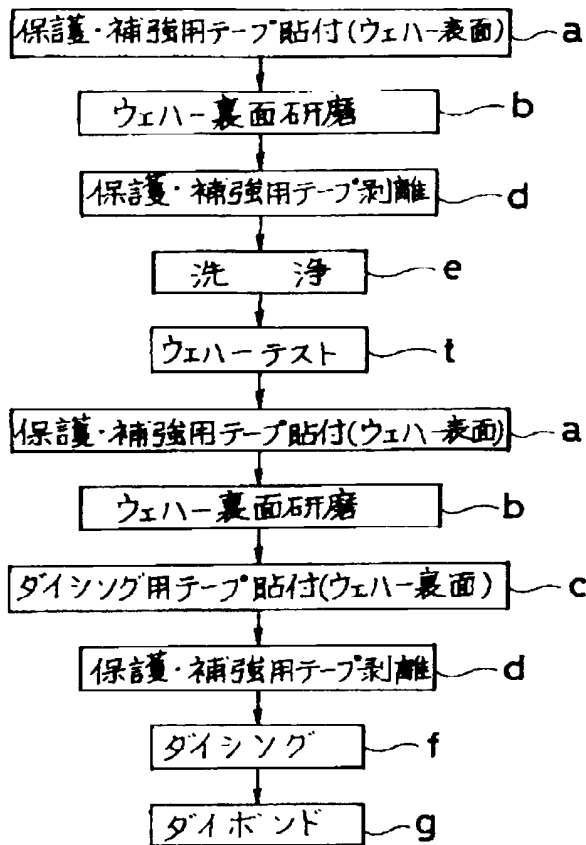 保護・補強用テープ貼付(ウェハー表面) a
ウェハー裏面研磨 b
保護・補強用テープ剥離 d
洗 浄 e
ウェハーテスト t
保護・補強用テープ貼付(ウェハー表面) a
ウェハー裏面研磨 b
ダイシング用テープ貼付(ウェハー裏面) c
保護・補強用テープ剥離 d
ダイシング f
ダイボンド g